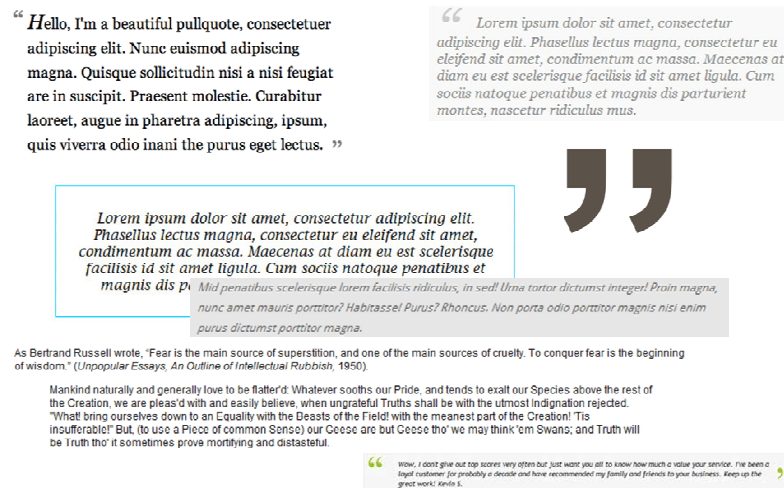 “ Hello, I'm a beautiful pullquote, consectetuer
adipiscing elit. Nunc euismod adipiscing
magna. Quisque sollicitudin nisi a nisi feugiat
are in suscipit. Praesent molestie. Curabitur
laoreet, augue in pharetra adipiscing, ipsum,
quis viverra odio inani the purus eget lectus. ”
“ Lorem ipsum dolor sit amet, consectetur
adipiscing elit. Phasellus lectus magna, consectetur eu
eleifend sit amet, condimentum ac massa. Maecenas at
diam eu est scelerisque facilisis id sit amet ligula. Cum
sociis natoque penatibus et magnis dis parturient
montes, nascetur ridiculus mus.
”
Lorem ipsum dolor sit amet, consectetur adipiscing elit.
Phasellus lectus magna, consectetur eu eleifend sit amet,
condimentum ac massa. Maecenas at diam eu est scelerisque
facilisis id sit amet ligula. Cum sociis natoque penatibus et
magnis dis p
Mid penatibus scelerisque lorem facilisis ridiculus, in sed! Urna tortor dictumst integer! Proin magna,
nunc amet mauris porttitor? Habitasse! Purus? Rhoncus. Non porta odio porttitor magnis nisi enim
purus dictumst porttitor magna.
As Bertrand Russell wrote, “Fear is the main source of superstition, and one of the main sources of cruelty. To conquer fear is the beginning
of wisdom.” (Unpopular Essays, An Outline of Intellectual Rubbish, 1950).
Mankind naturally and generally love to be flatter'd: Whatever sooths our Pride, and tends to exalt our Species above the rest of
the Creation, we are pleas'd with and easily believe, when ungrateful Truths shall be with the utmost Indignation rejected.
"What! bring ourselves down to an Equality with the Beasts of the Field! with the meanest part of the Creation! 'Tis
insufferable!" But, (to use a Piece of common Sense) our Geese are but Geese tho' we may think 'em Swans; and Truth will
be Truth tho' it sometimes prove mortifying and distasteful.
“ Wow, I don't give out top scores very often but just want you all to know how much a value your service. I've been a
loyal customer for probably a decade and have recommended my family and friends to your business. Keep up the
great work! Kevin S.